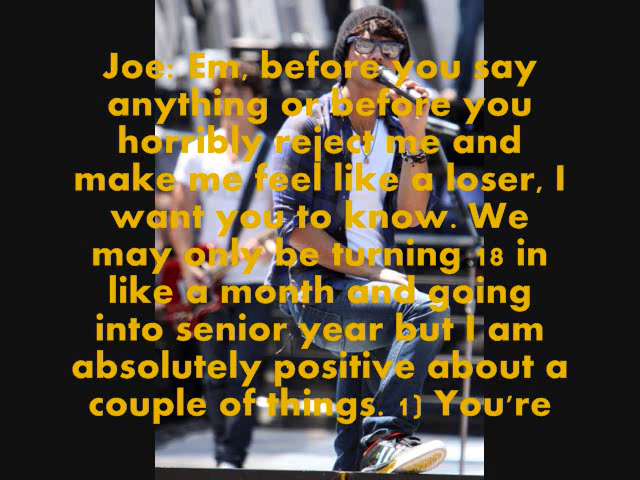 Joe: Em, before you say
anything or before you
horribly reject me and
make me feel like a loser, I
want you to know. We
may only be turning 18 in
like a month and going
into senior year but I am
absolutely positive about a
couple of things. 1) You're